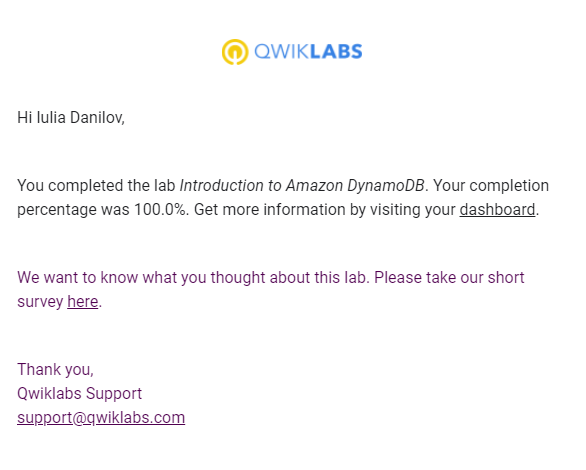 QWIKLABS
Hi Iulia Danilov,
You completed the lab Introduction to Amazon DynamoDB. Your completion
percentage was 100.0%. Get more information by visiting your dashboard.
We want to know what you thought about this lab. Please take our short
survey here.
Thank you,
Qwiklabs Support
support@qwiklabs.com